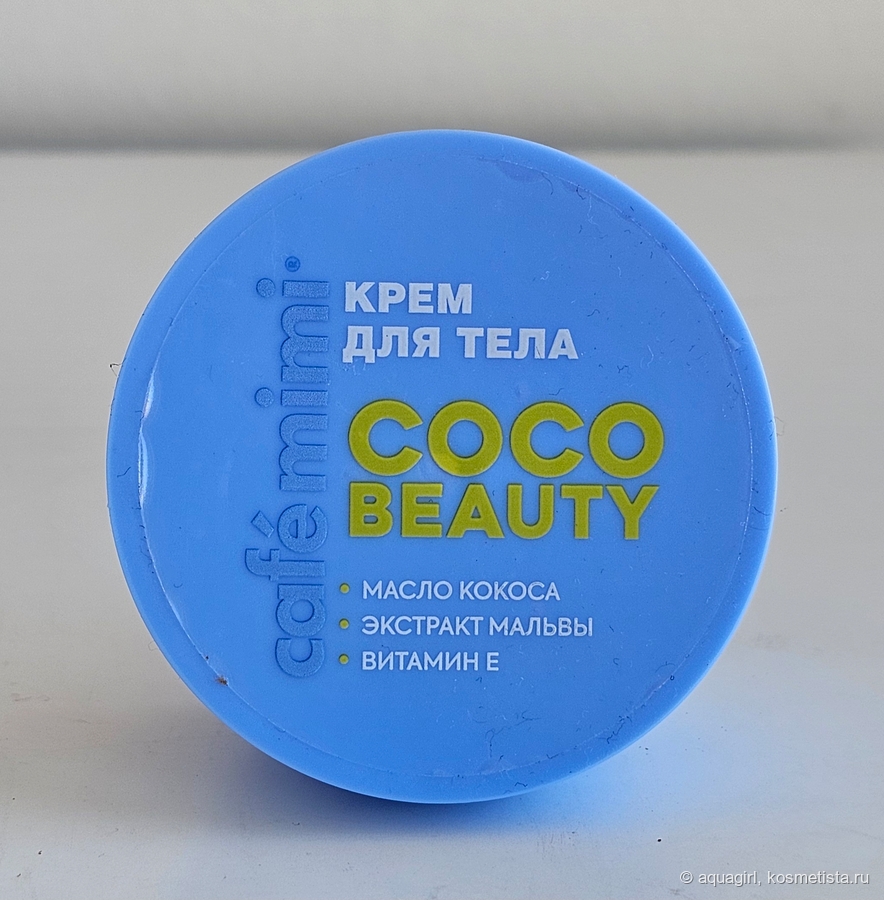 café mimi®
КРЕМ
ДЛЯ ТЕЛА
COCO
BEAUTY
• МАСЛО КОКОСА
• ЭКСТРАКТ МАЛЬВЫ
• ВИТАМИН Е
© aquagirl, kosmetista.ru